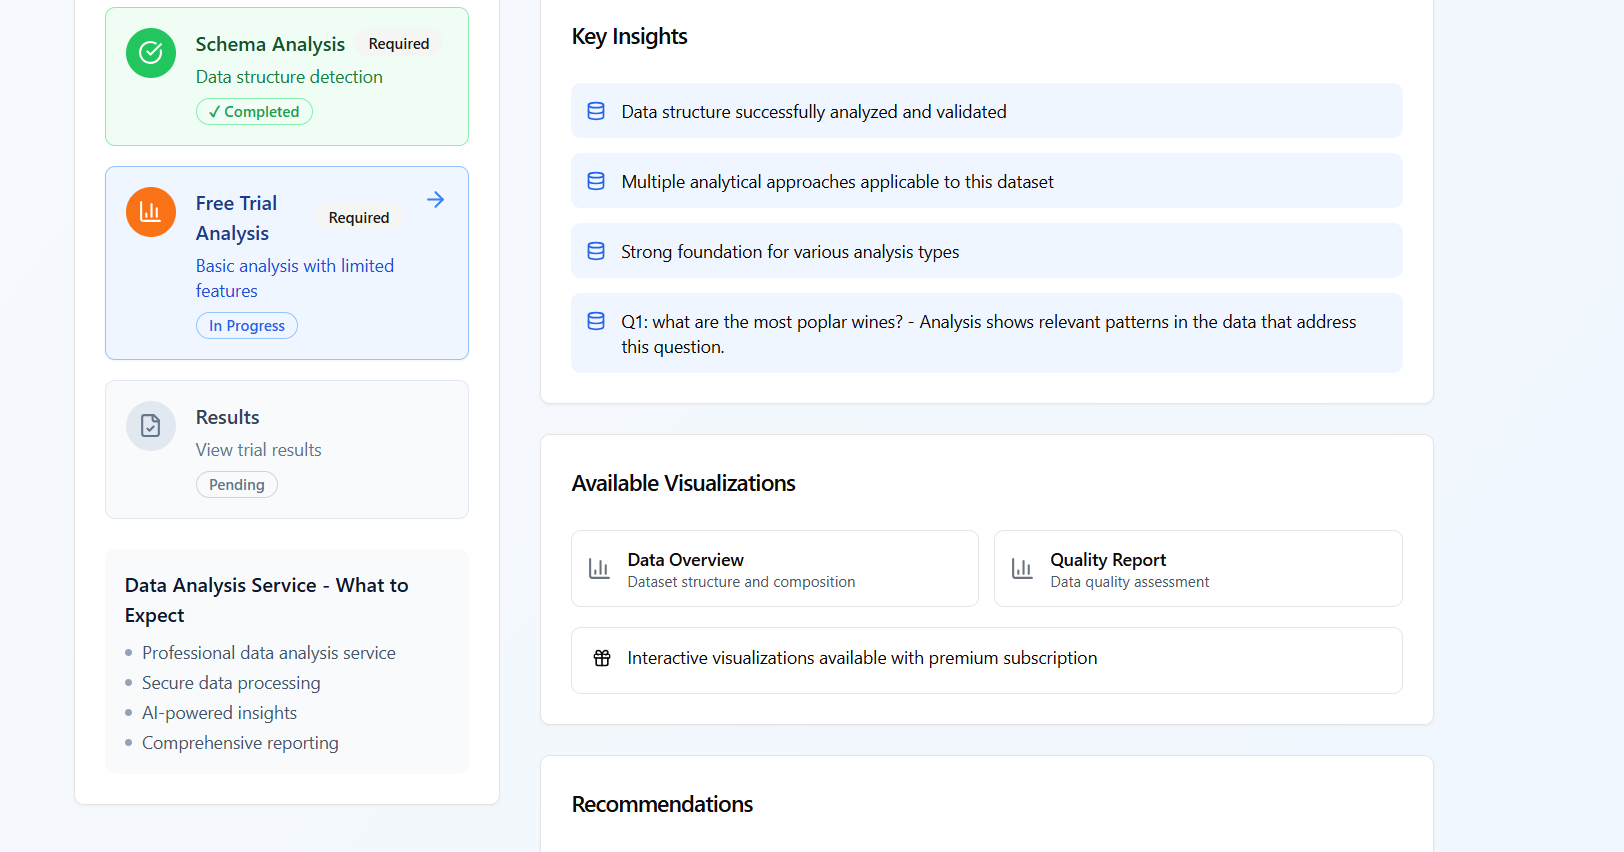 Schema Analysis Required
Data structure detection
✓ Completed
Free Trial
Analysis
Required
Basic analysis with limited
features
In Progress
Results
View trial results
Pending
Data Analysis Service - What to
Expect
Professional data analysis service
Secure data processing
AI-powered insights
Comprehensive reporting
Key Insights
Data structure successfully analyzed and validated
Multiple analytical approaches applicable to this dataset
Strong foundation for various analysis types
Q1: what are the most poplar wines? - Analysis shows relevant patterns in the data that address
this question.
Available Visualizations
Data Overview
Dataset structure and composition
Quality Report
Data quality assessment
Interactive visualizations available with premium subscription
Recommendations